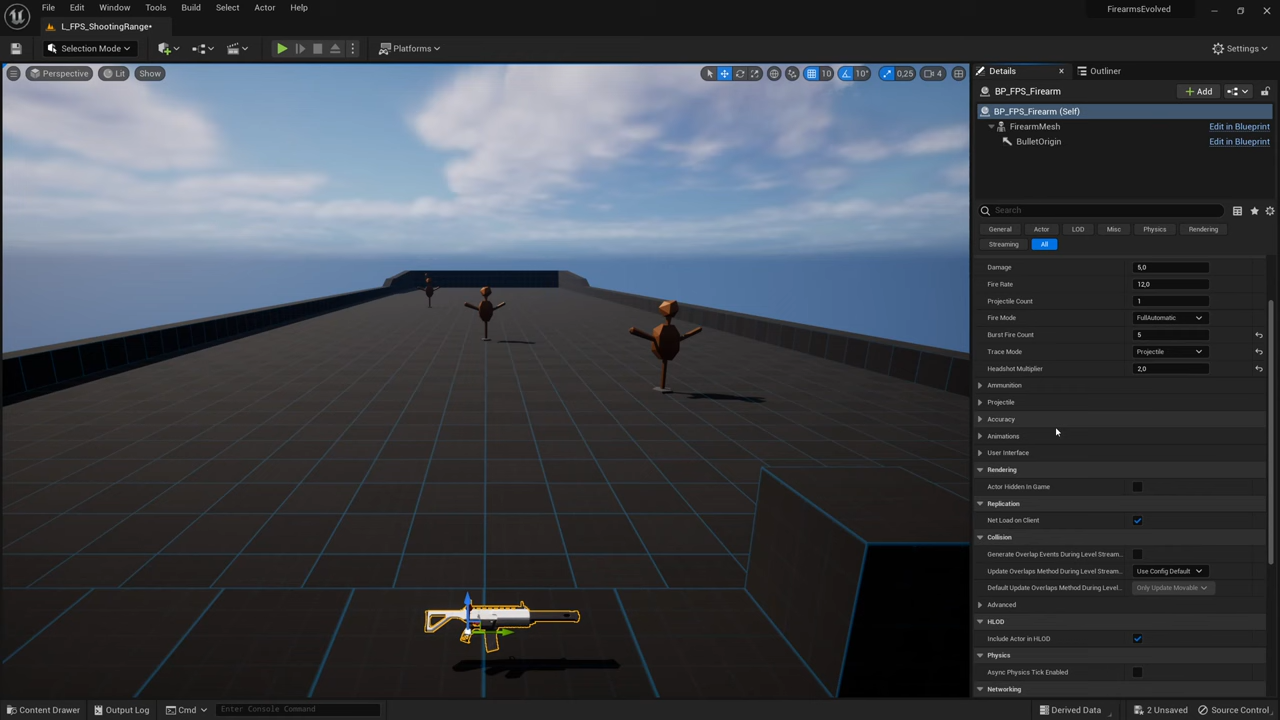 File Edit Window Tools Build Select Actor Help FirearmsEvolved
L_FPS_ShootingRange*
Selection Mode Platforms Settings
Perspective Lit Show 10 10° 0,25 4
Details Outliner
BP_FPS_Firearm Add
BP_FPS_Firearm (Self)
FirearmMesh Edit in Blueprint
BulletOrigin Edit in Blueprint
Search
General Actor LOD Misc Physics Rendering
Streaming All
Damage 5,0
Fire Rate 12,0
Projectile Count 1
Fire Mode FullAutomatic
Burst Fire Count 5
Trace Mode Projectile
Headshot Multiplier 2,0
Ammunition
Projectile
Accuracy
Animations
User Interface
Rendering
Actor Hidden In Game
Replication
Net Load on Client
Collision
Generate Overlap Events During Level Stream...
Update Overlaps Method During Level Stream... Use Config Default
Default Update Overlaps Method During Level... Only Update Movable
Advanced
HLOD
Include Actor in HLOD
Physics
Async Physics Tick Enabled
Networking
Content Drawer Output Log Cmd Enter Console Command Derived Data 2 Unsaved Source Control